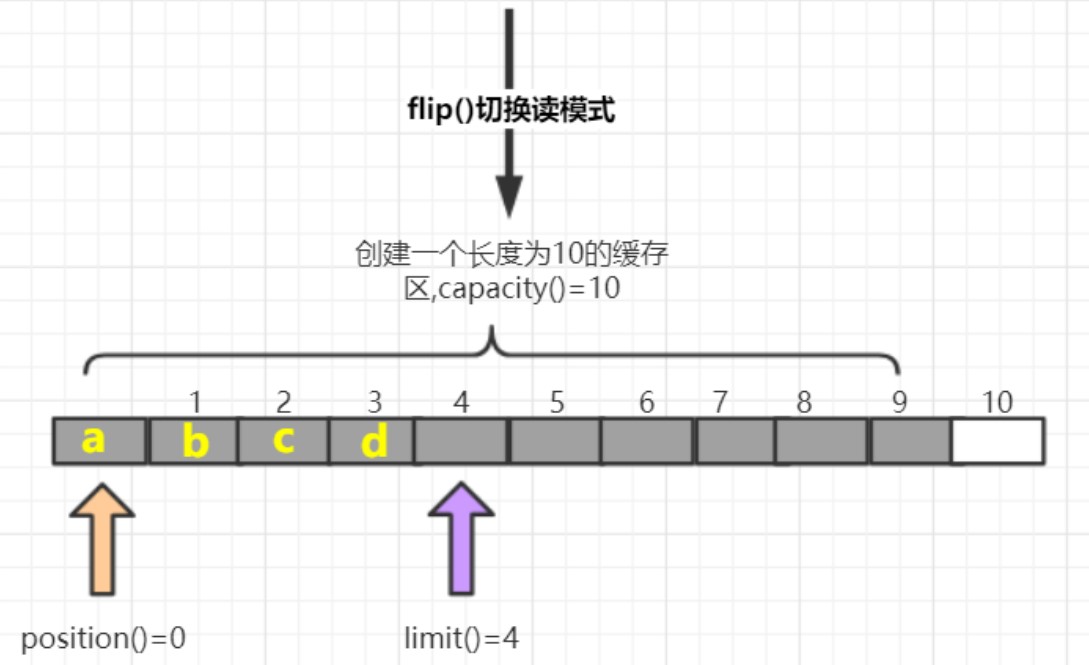 flip()切换读模式
创建一个长度为10的缓存
区,capacity()=10
1 2 3 4 5 6 7 8 9 10
a b c d
position()=0 limit()=4